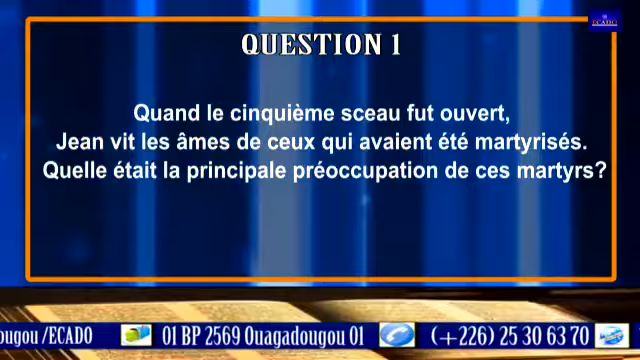 ECADO
QUESTION 1
Quand le cinquième sceau fut ouvert,
Jean vit les âmes de ceux qui avaient été martyrisés.
Quelle était la principale préoccupation de ces martyrs?
ougou /ECADO 01 BP 2569 Ouagadougou 01 (+226) 25 30 63 70